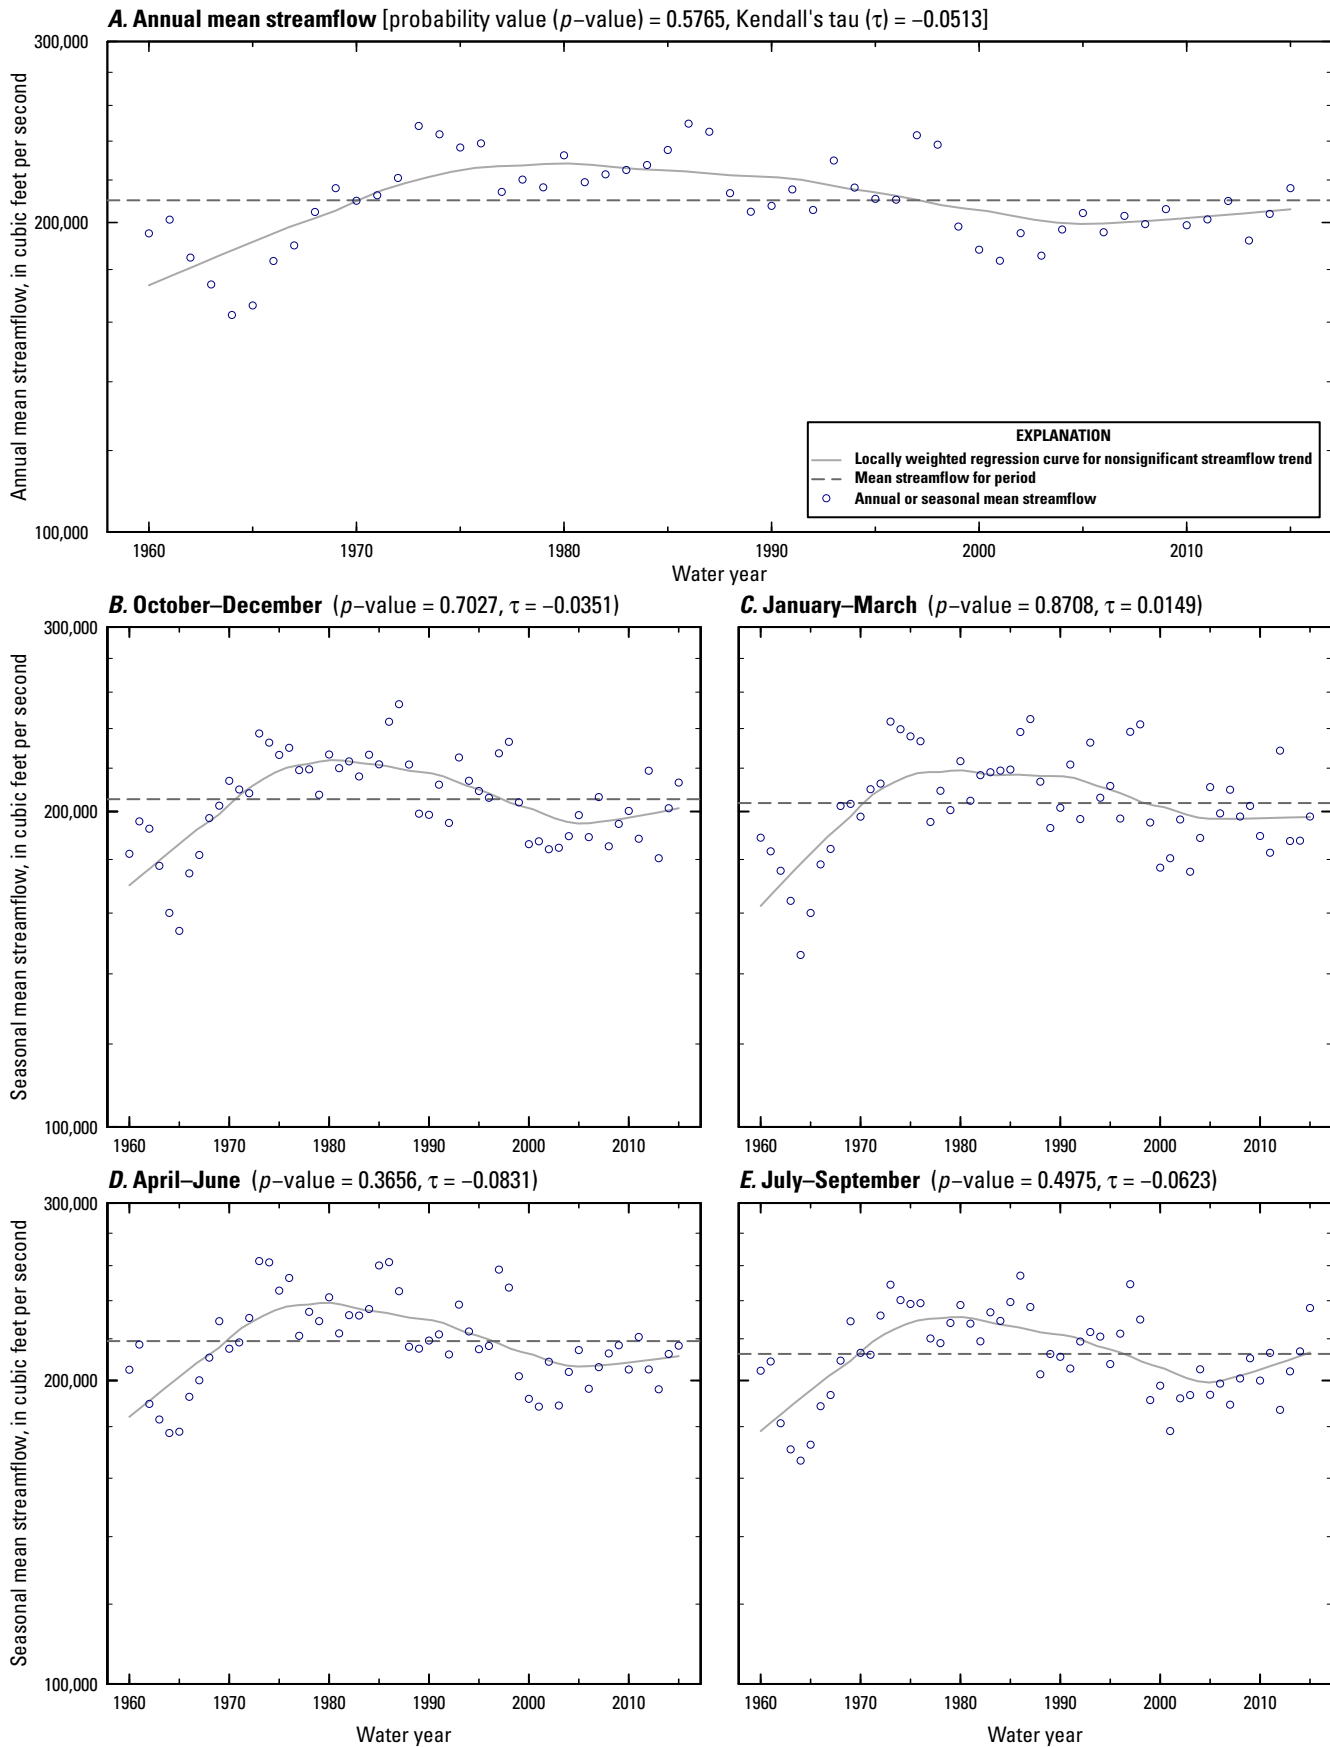 A. Annual mean streamflow [probability value (p–value) = 0.5765, Kendall's tau (τ) = –0.0513]
300,000
200,000
100,000
Annual mean streamflow, in cubic feet per second
EXPLANATION
Locally weighted regression curve for nonsignificant streamflow trend
Mean streamflow for period
Annual or seasonal mean streamflow
1960 1970 1980 1990 2000 2010
Water year
B. October–December (p–value = 0.7027, τ = –0.0351)
300,000
200,000
100,000
Seasonal mean streamflow, in cubic feet per second
1960 1970 1980 1990 2000 2010
C. January–March (p–value = 0.8708, τ = 0.0149)
1960 1970 1980 1990 2000 2010
D. April–June (p–value = 0.3656, τ = –0.0831)
300,000
200,000
100,000
Seasonal mean streamflow, in cubic feet per second
1960 1970 1980 1990 2000 2010
Water year
E. July–September (p–value = 0.4975, τ = –0.0623)
1960 1970 1980 1990 2000 2010
Water year